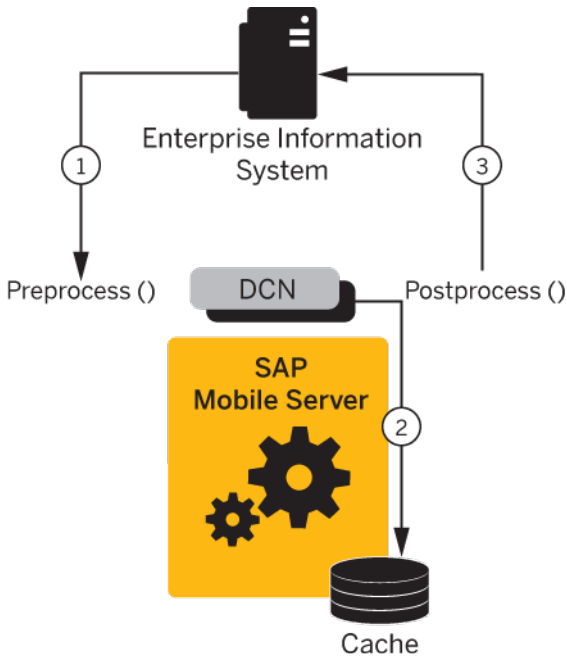 Enterprise Information
System
1
3
Preprocess ()
DCN
Postprocess ()
SAP
Mobile Server
2
Cache